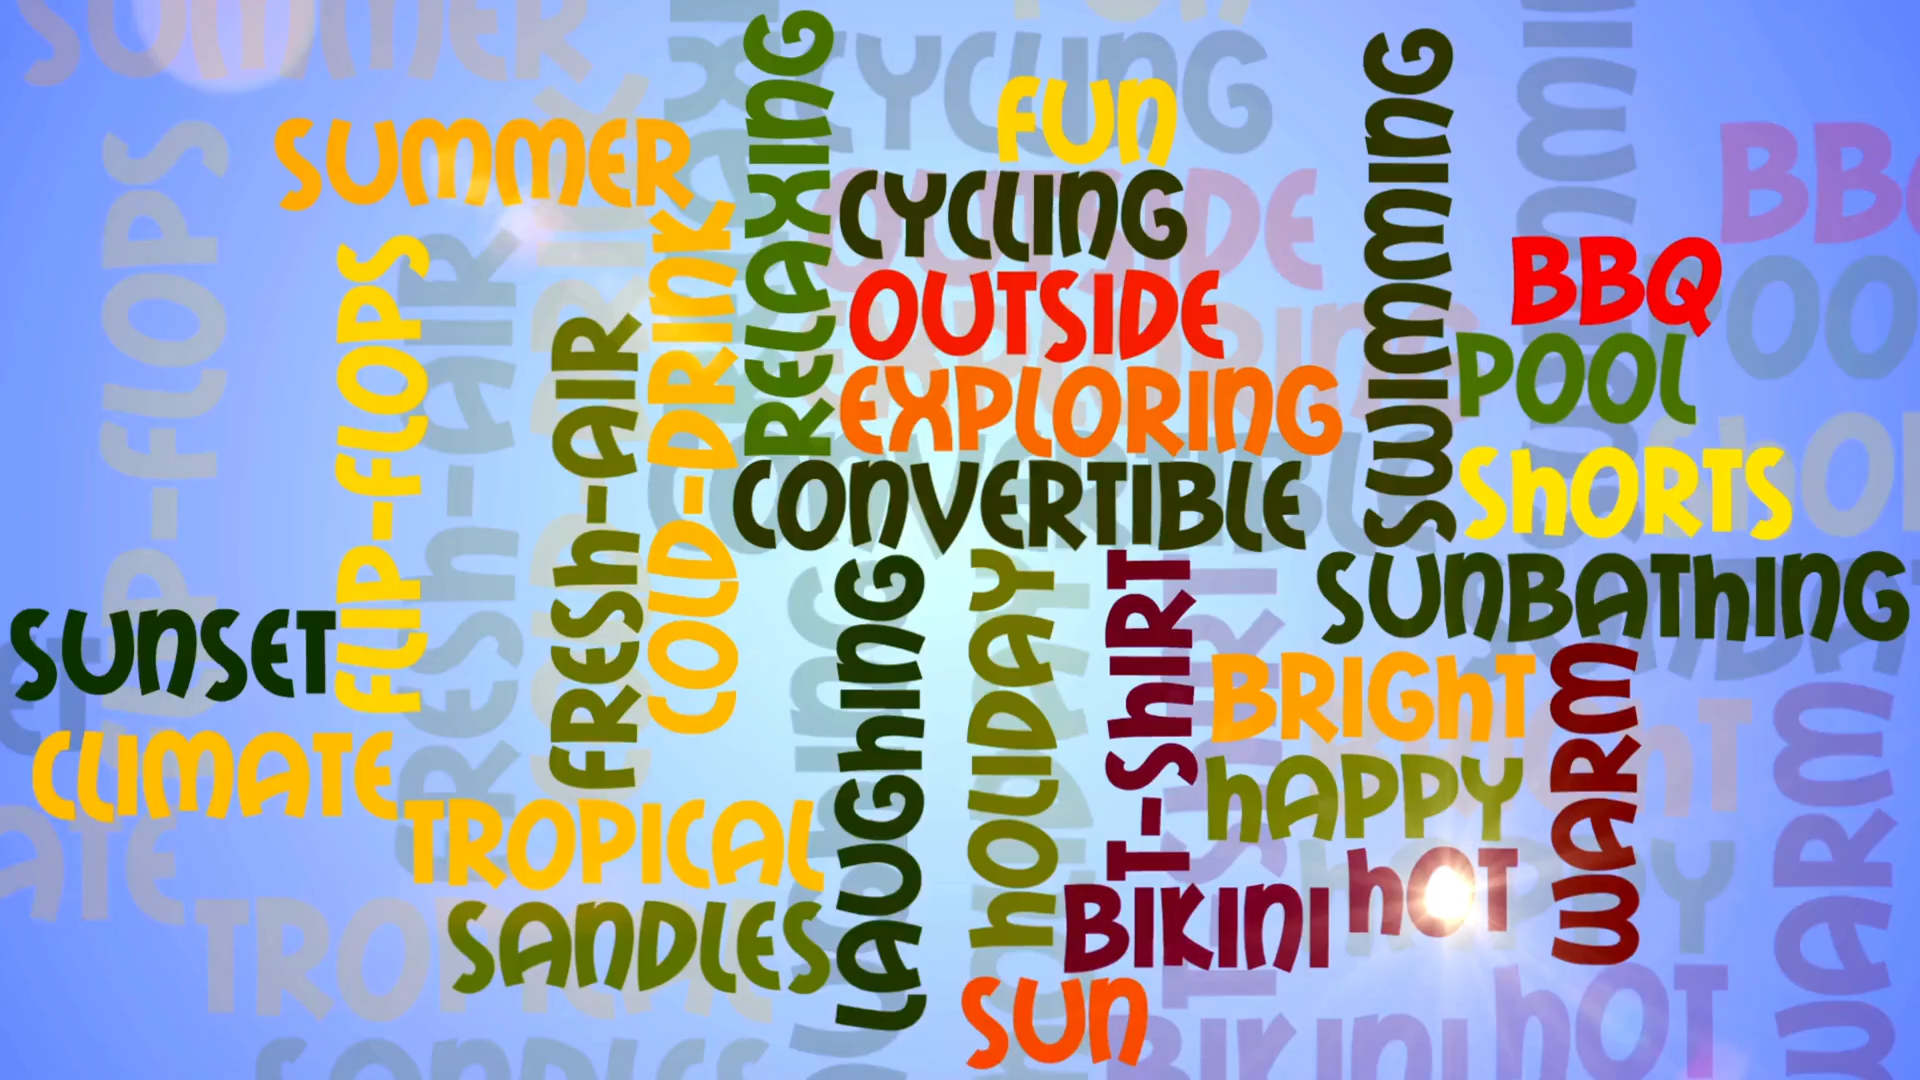 SUMMER
FUN
RELAXING
SWIMMING
CYCLING
COLD-DRINK
FLIP-FLOPS
BBQ
OUTSIDE
FRESh-AIR
POOL
EXPLORING
ShORTS
CONVERTIBLE
SUNBAThING
LAUGhING
hOLIDAY
T-ShIRT
SUNSET
BRIGhT
WARM
CLIMATE
hAPPY
TROPICAL
hOT
BIKINI
SANDLES
SUN